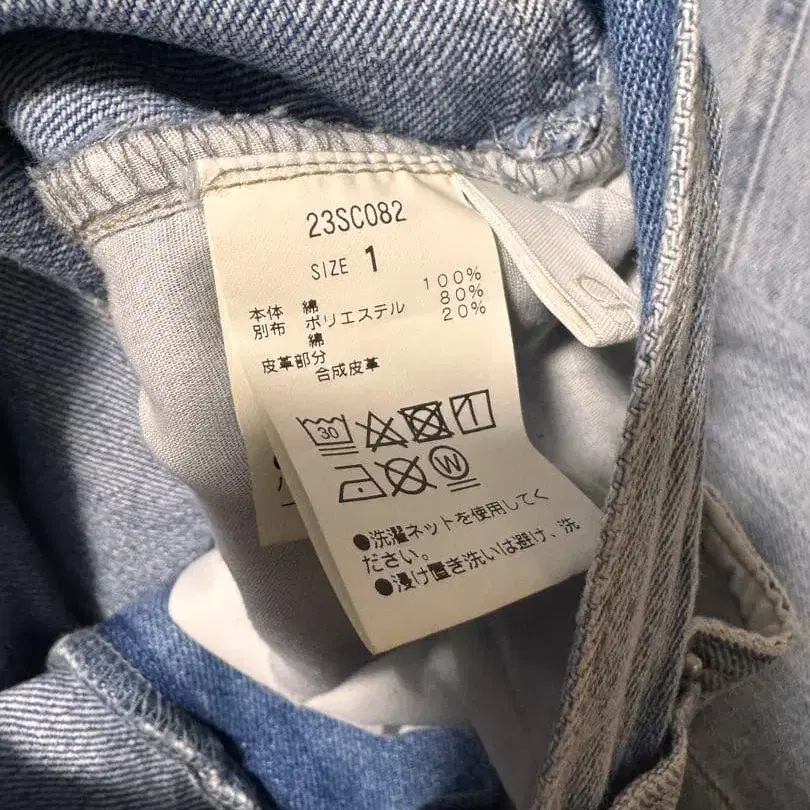 23SC082
SIZE 1
本体 綿 100%
別布 ポリエステル 80%
綿 20%
皮革部分
合成皮革
30
W
●洗濯ネットを使用してく
ださい。
●浸け置き洗いは避け、洗